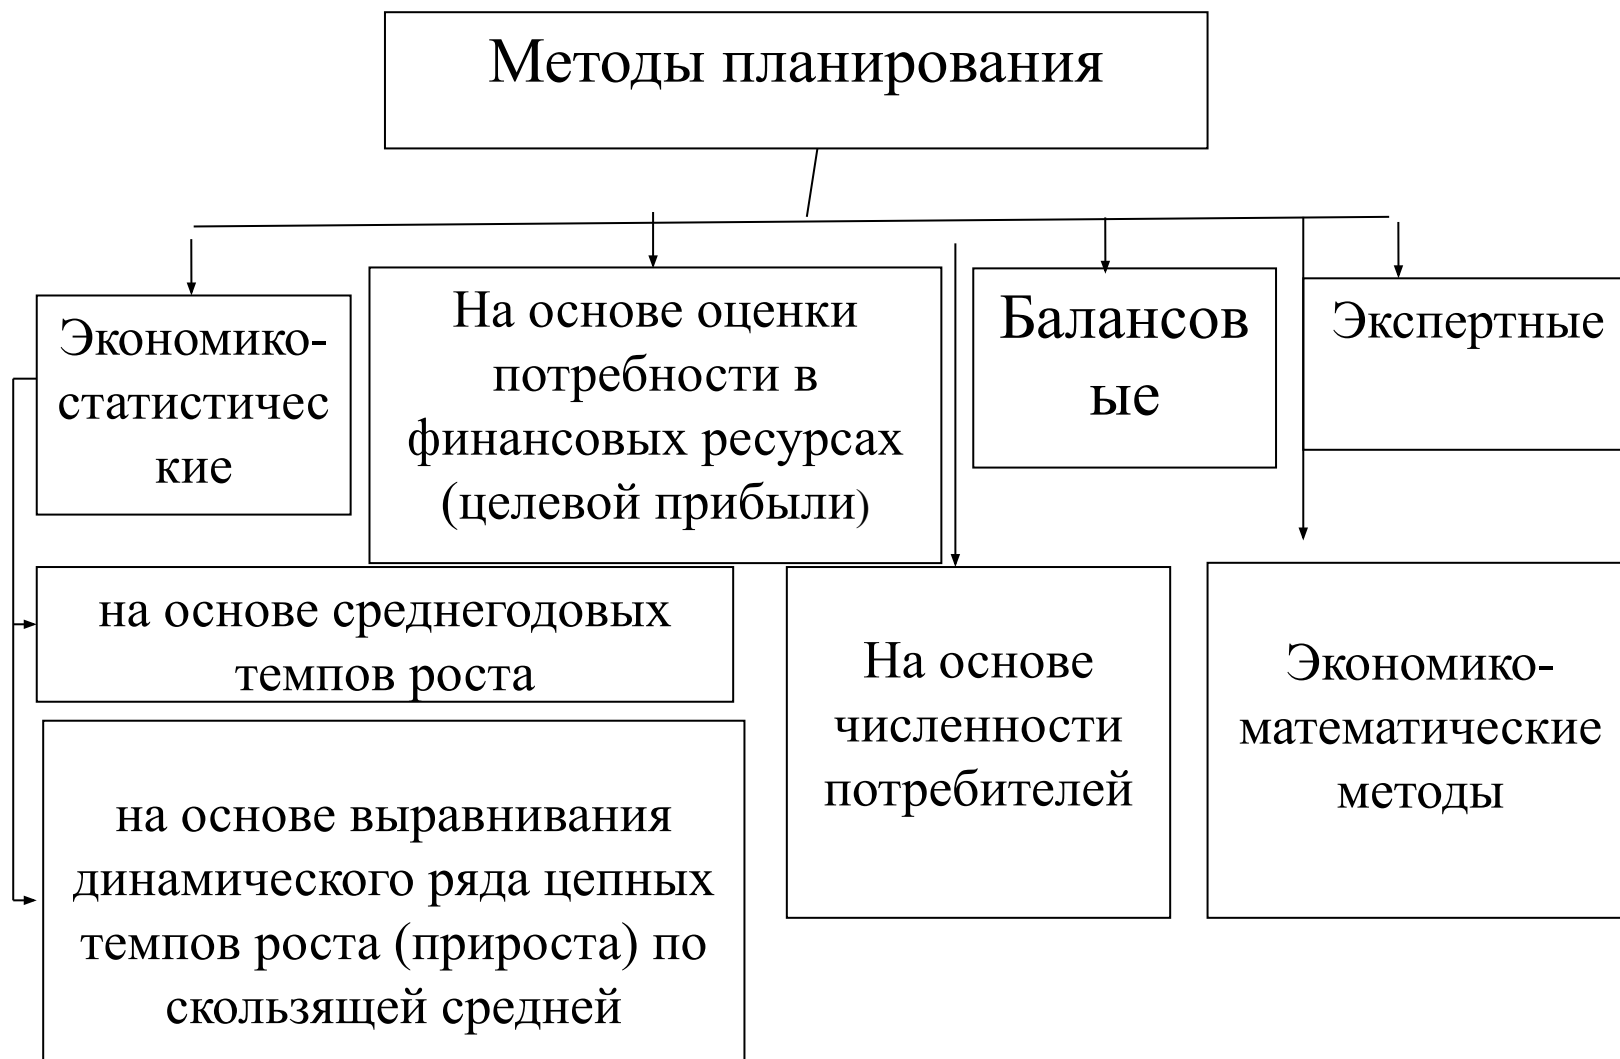 Методы планирования
Экономико-
статистичес
кие
На основе оценки
потребности в
финансовых ресурсах
(целевой прибыли)
Балансов
ые
Экспертные
на основе среднегодовых
темпов роста
на основе выравнивания
динамического ряда цепных
темпов роста (прироста) по
скользящей средней
На основе
численности
потребителей
Экономико-
математические
методы